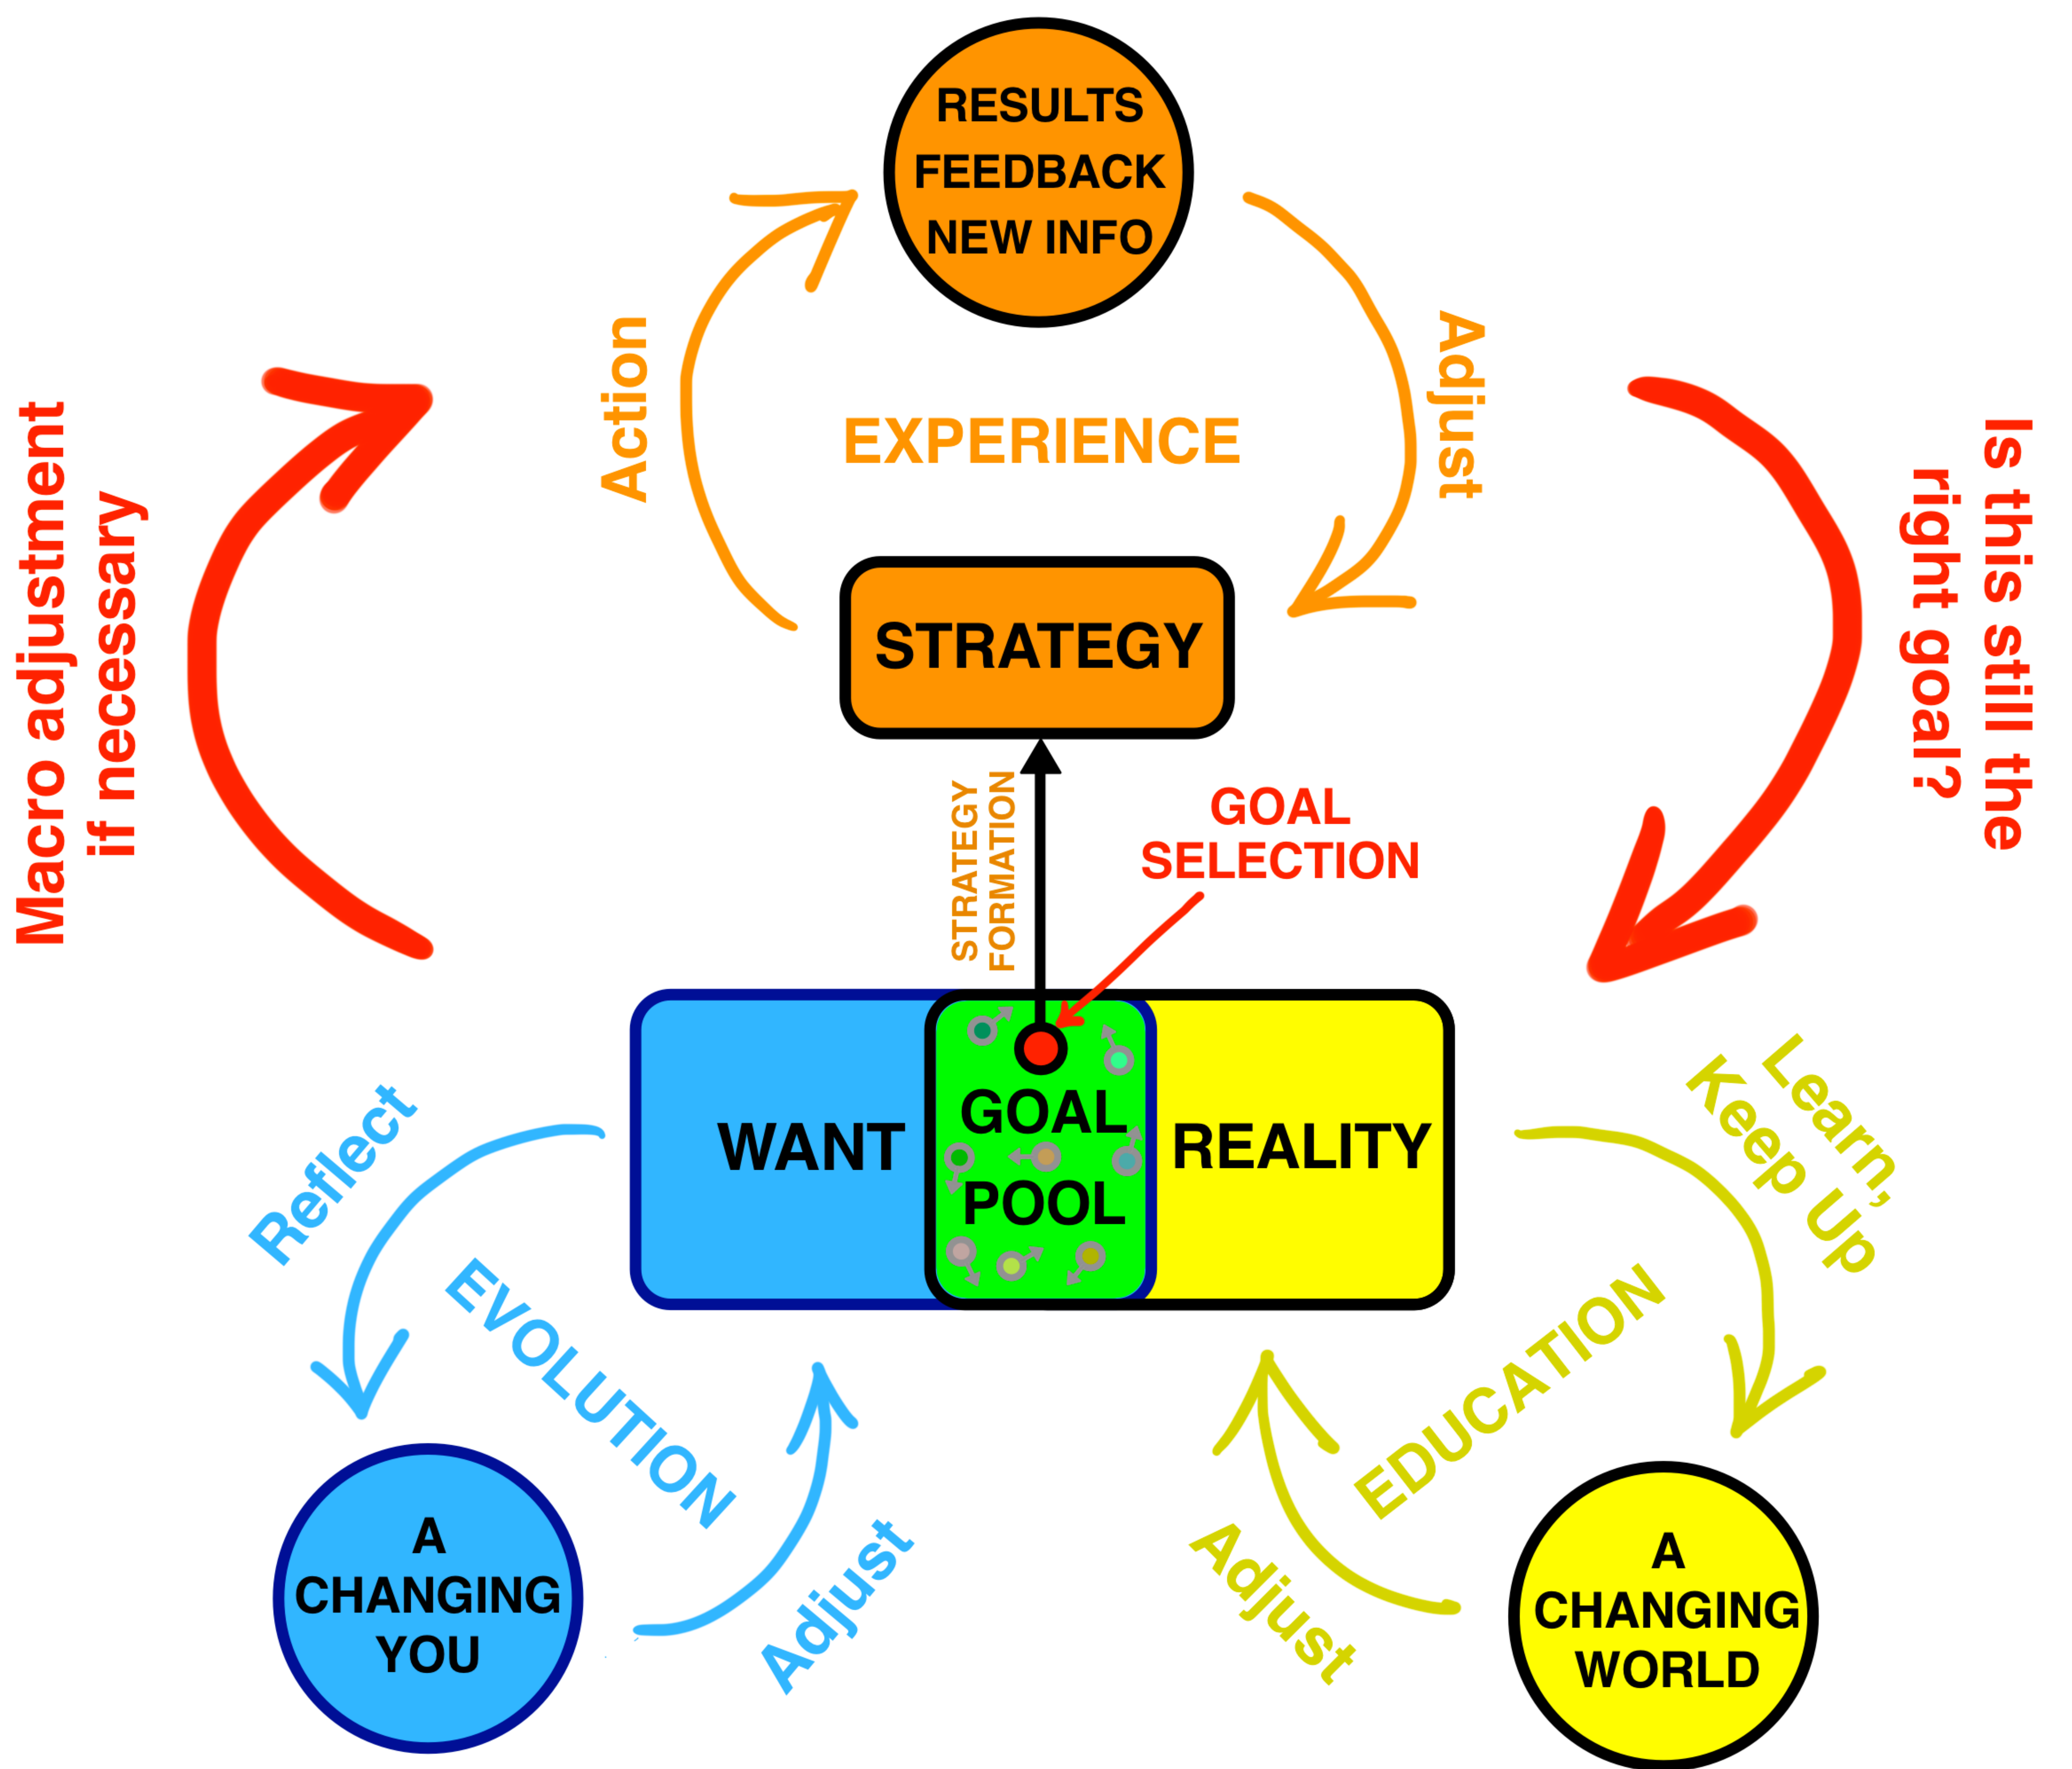 RESULTS
FEEDBACK
NEW INFO
Action
Adjust
EXPERIENCE
Macro adjustment
if necessary
Is this still the
right goal?
STRATEGY
STRATEGY
FORMATION
GOAL
SELECTION
WANT
GOAL
POOL
REALITY
Reflect
EVOLUTION
Adjust
Learn,
Keep Up
EDUCATION
Adjust
A
CHANGING
YOU
A
CHANGING
WORLD